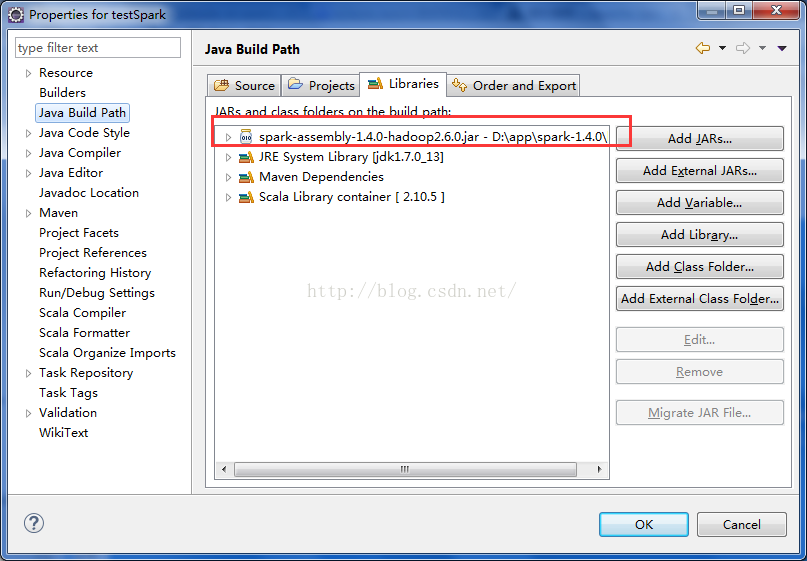 Properties for testSpark
type filter text
Resource
Builders
Java Build Path
Java Code Style
Java Compiler
Java Editor
Javadoc Location
Maven
Project Facets
Project References
Refactoring History
Run/Debug Settings
Scala Compiler
Scala Formatter
Scala Organize Imports
Task Repository
Task Tags
Validation
WikiText
Java Build Path
Source Projects Libraries Order and Export
JARs and class folders on the build path:
spark-assembly-1.4.0-hadoop2.6.0.jar - D:\app\spark-1.4.0\
JRE System Library [jdk1.7.0_13]
Maven Dependencies
Scala Library container [ 2.10.5 ]
http://blog.csdn.net/
Add JARs...
Add External JARs...
Add Variable...
Add Library...
Add Class Folder...
Add External Class Folder...
Edit...
Remove
Migrate JAR File...
OK Cancel